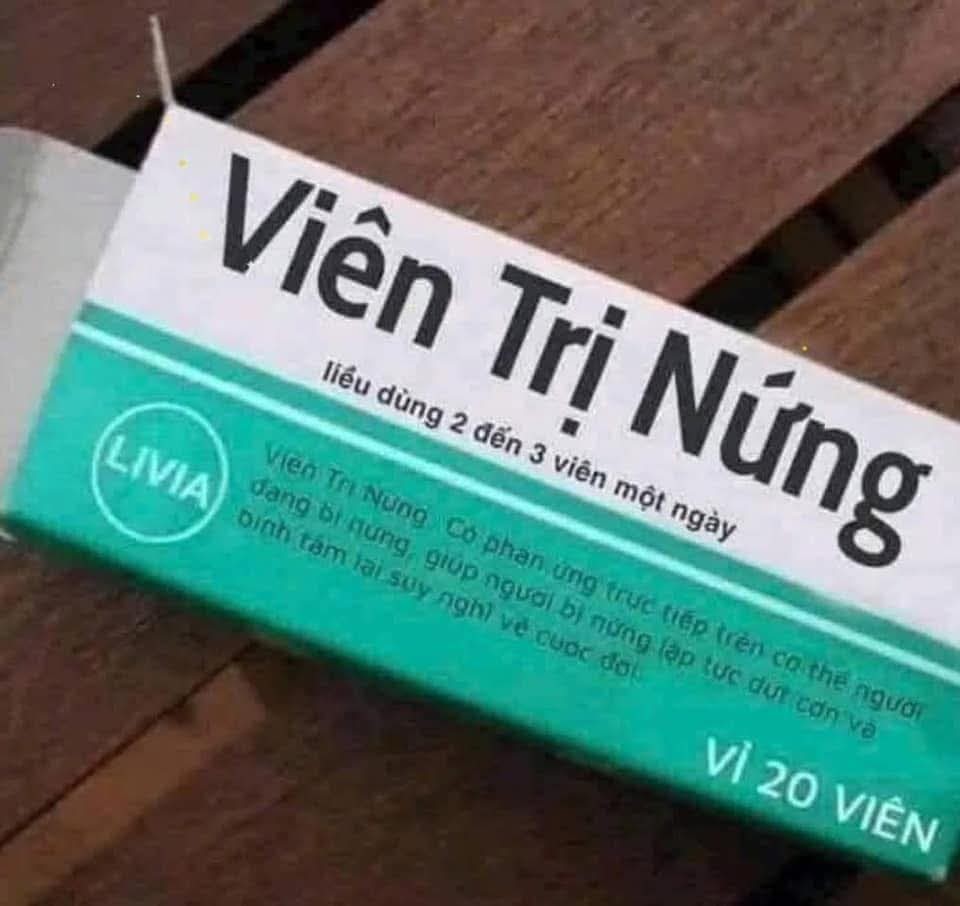 Viên Trị Nứng
liều dùng 2 đến 3 viên một ngày
LIVIA
Viên Trị Nứng. Có phản ứng trực tiếp trên cơ thể người
đang bị nứng, giúp người bị nứng lập tức dứt cơn và
bình tâm lại suy nghĩ về cuộc đời.
VỈ 20 VIÊN